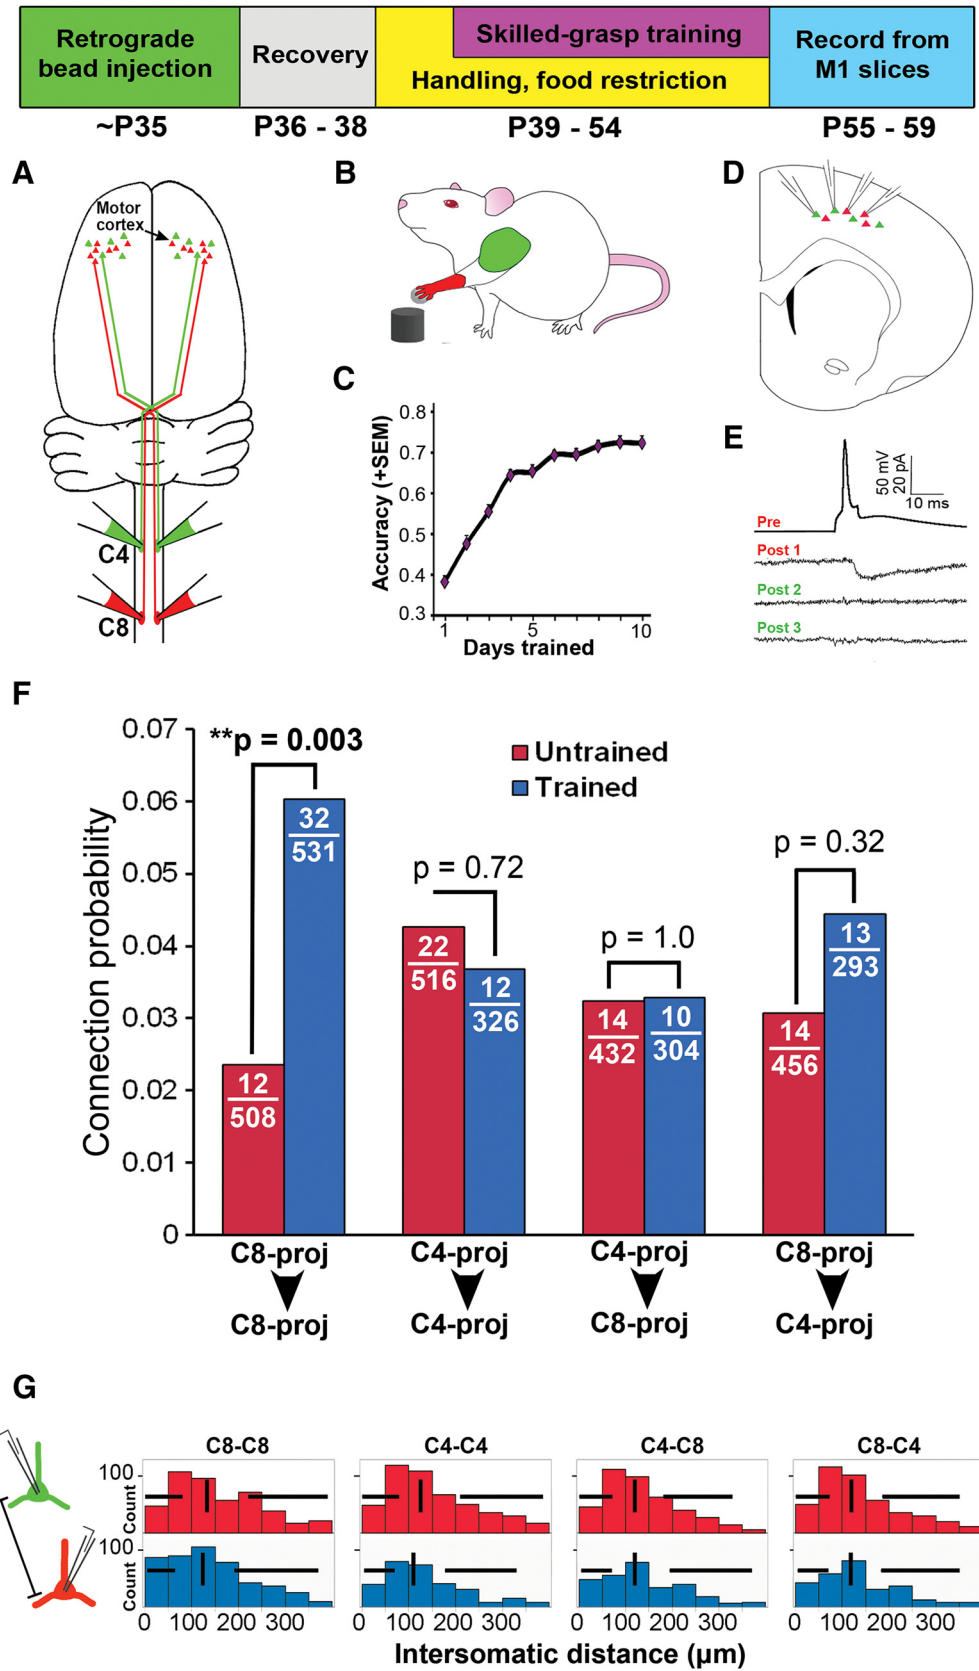 Retrograde
bead injection
Recovery
Skilled-grasp training
Handling, food restriction
Record from
M1 slices
~P35
P36 - 38
P39 - 54
P55 - 59
A
Motor
cortex
C4
C8
B
C
Accuracy (+SEM)
0.8
0.7
0.6
0.5
0.4
0.3
1
5
10
Days trained
D
E
50 mV
20 pA
10 ms
Pre
Post 1
Post 2
Post 3
F
Connection probability
0.07
0.06
0.05
0.04
0.03
0.02
0.01
0
**p = 0.003
Untrained
Trained
p = 0.72
p = 1.0
p = 0.32
12
508
32
531
22
516
12
326
14
432
10
304
14
456
13
293
C8-proj
C8-proj
C4-proj
C4-proj
C4-proj
C8-proj
C8-proj
C4-proj
G
C8-C8
C4-C4
C4-C8
C8-C4
100
Count
100
Count
0 100 200 300
0 100 200 300
0 100 200 300
0 100 200 300
Intersomatic distance (μm)